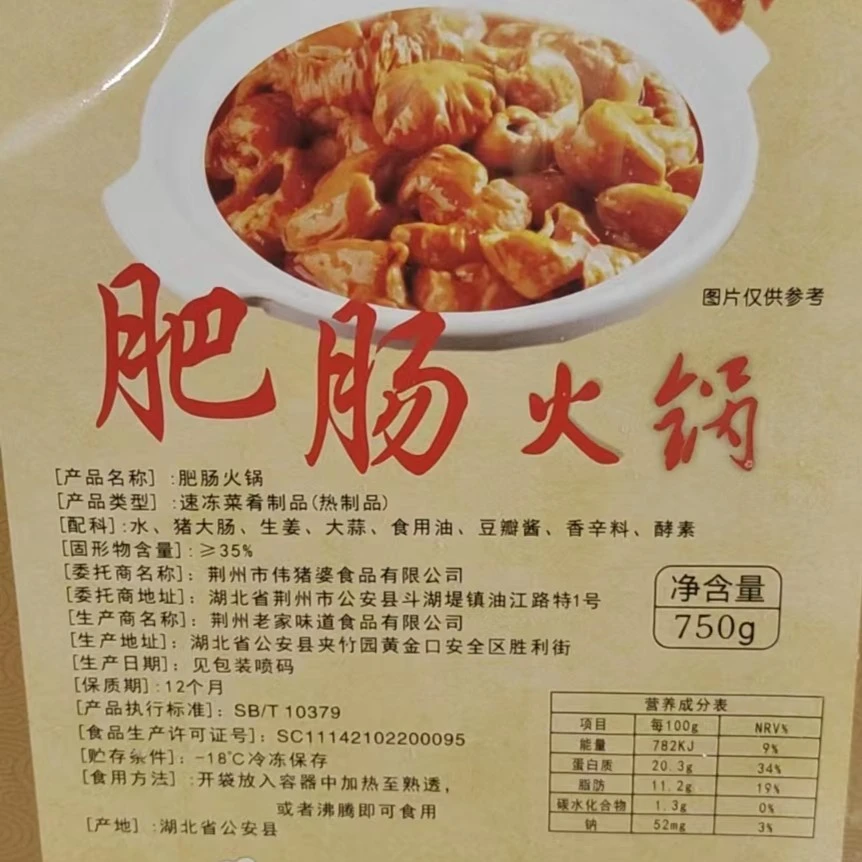 图片仅供参考
肥肠火锅
[产品名称]:肥肠火锅
[产品类型]:速冻菜肴制品(热制品)
[配料]:水、猪大肠、生姜、大蒜、食用油、豆瓣酱、香辛料、酵素
[固形物含量]:≥35%
[委托商名称]:荆州市伟猪婆食品有限公司
[委托商地址]:湖北省荆州市公安县斗湖堤镇油江路特1号
[生产商名称]:荆州老家味道食品有限公司
[生产地址]:湖北省公安县夹竹园黄金口安全区胜利街
[生产日期]:见包装喷码
[保质期]:12个月
[产品执行标准]:SB/T 10379
[食品生产许可证号]:SC11142102200095
[贮存条件]:-18℃冷冻保存
[食用方法]:开袋放入容器中加热至熟透,
或者沸腾即可食用
[产地]:湖北省公安县
净含量
750g
营养成分表
项目 每100g NRV%
能量 782KJ 9%
蛋白质 20.3g 34%
脂肪 11.2g 19%
碳水化合物 1.3g 0%
钠 52mg 3%